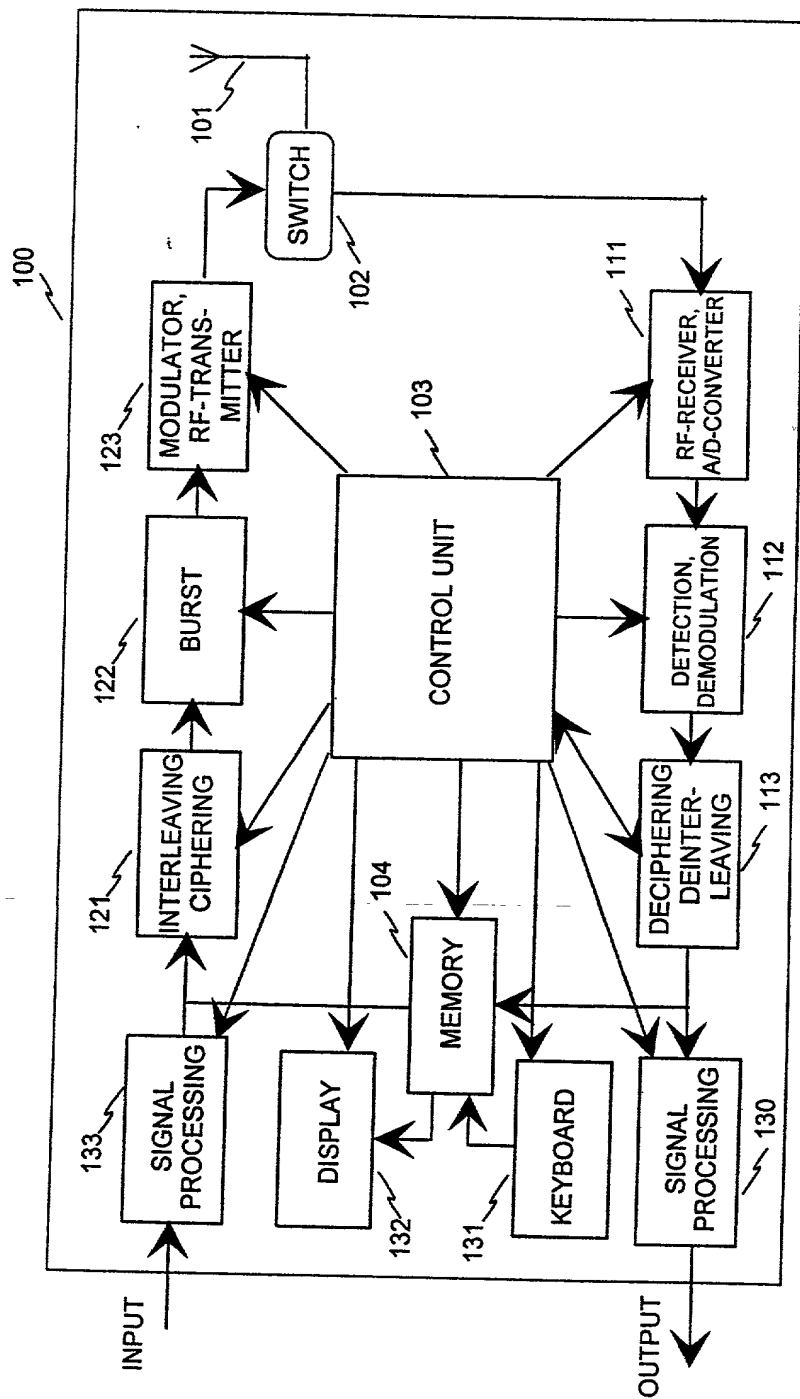 100
INPUT
133
SIGNAL
PROCESSING
121
INTERLEAVING
CIPHERING
122
BURST
123
MODULATOR,
RF-TRANS-
MITTER
101
SWITCH
102
DISPLAY
132
104
MEMORY
103
CONTROL UNIT
131
KEYBOARD
OUTPUT
SIGNAL
PROCESSING
130
DECIPHERING
DEINTER-
LEAVING
113
DETECTION,
DEMODULATION
112
111
RF-RECEIVER,
A/D-CONVERTER